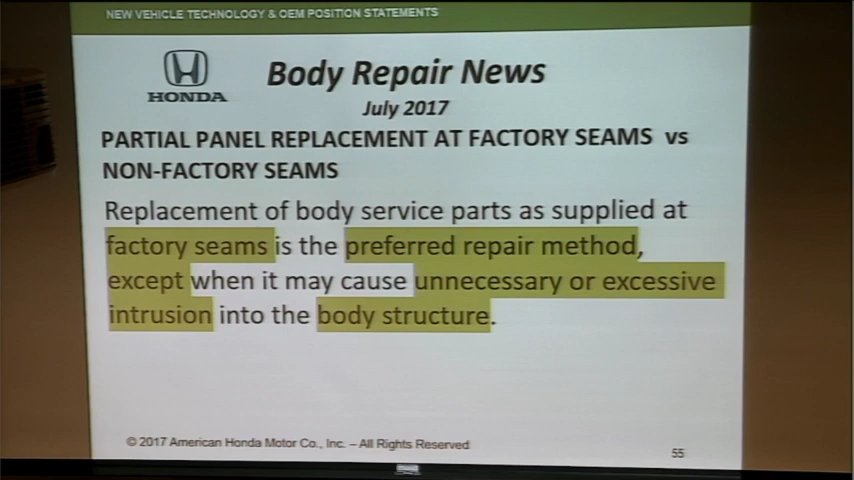 NEW VEHICLE TECHNOLOGY & OEM POSITION STATEMENTS
HONDA
Body Repair News
July 2017
PARTIAL PANEL REPLACEMENT AT FACTORY SEAMS vs
NON-FACTORY SEAMS
Replacement of body service parts as supplied at
factory seams is the preferred repair method,
except when it may cause unnecessary or excessive
intrusion into the body structure.
© 2017 American Honda Motor Co., Inc. – All Rights Reserved
55